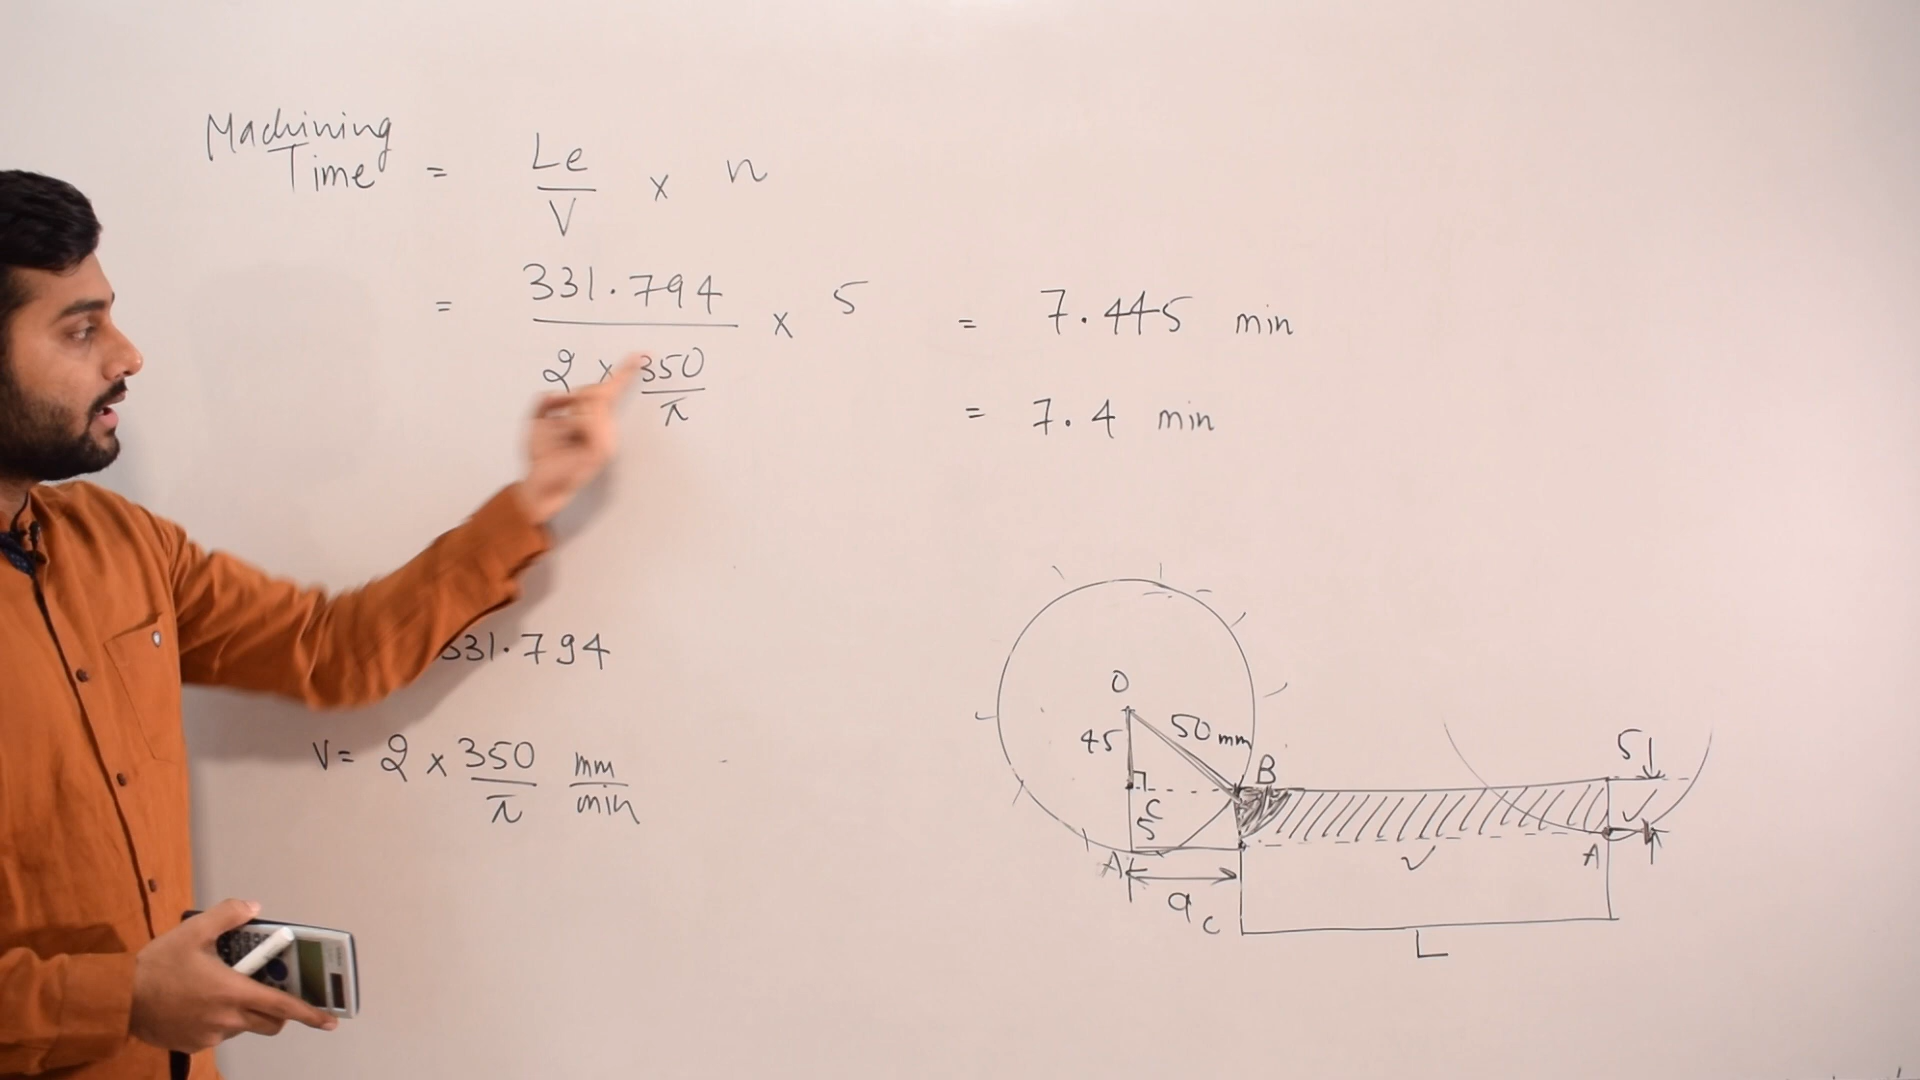 Machining
Time = Le / V × n
= 331.794 / 2 × 350/π × 5 = 7.445 min
= 7.4 min
331.794
V = 2 × 350/π mm/min
O
45
50 mm
B
C
5
A
a c
5
A
L